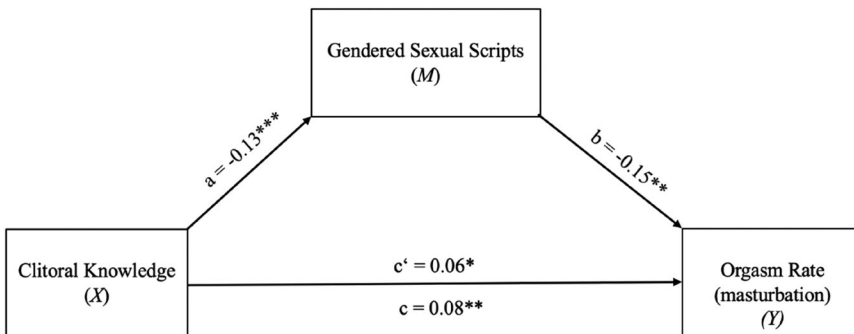 Gendered Sexual Scripts
(M)
a = -0.13***
b = -0.15**
Clitoral Knowledge
(X)
c‘ = 0.06*
c = 0.08**
Orgasm Rate
(masturbation)
(Y)